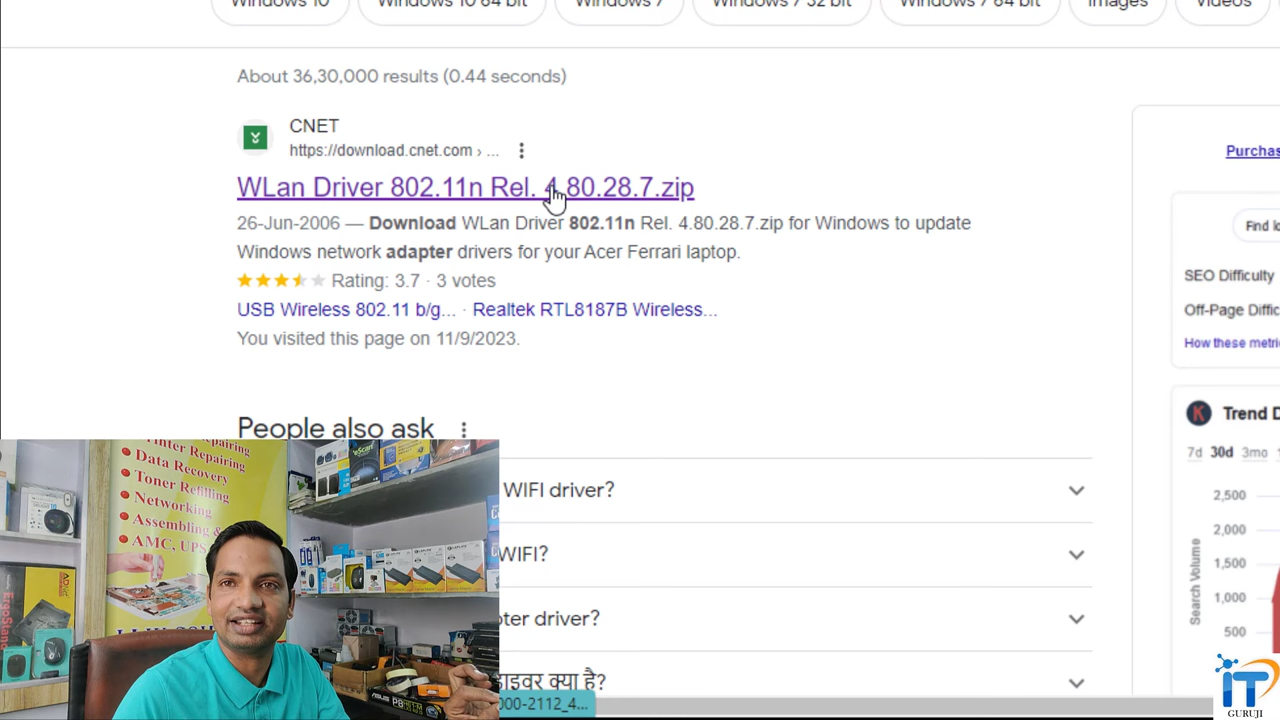 Windows 10
Windows 10 64 bit
Windows 7
Windows 7 32 bit
Windows 7 64 bit
Images
Videos
About 36,30,000 results (0.44 seconds)
CNET
https://download.cnet.com › ...
WLan Driver 802.11n Rel. 4.80.28.7.zip
26-Jun-2006 — Download WLan Driver 802.11n Rel. 4.80.28.7.zip for Windows to update
Windows network adapter drivers for your Acer Ferrari laptop.
Rating: 3.7 · 3 votes
USB Wireless 802.11 b/g... · Realtek RTL8187B Wireless...
You visited this page on 11/9/2023.
People also ask
WIFI driver?
WIFI?
pter driver?
ड्राइवर क्या है?
000-2112_4...
Purchas
Find lo
SEO Difficulty
Off-Page Diffic
How these metri
K
Trend D
7d 30d 3mo
2,500
2,000
1,500
1,000
500
Search Volume
Repairing
Printer Repairing
Data Recovery
Toner Refilling
Networking
Assembling &
AMC, UPS
eScan
ErgoStand
ASUS
IT
GURUJI